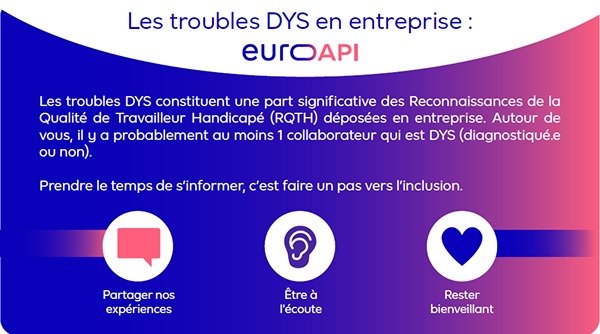 Les troubles DYS en entreprise :
euroAPI
Les troubles DYS constituent une part significative des Reconnaissances de la
Qualité de Travailleur Handicapé (RQTH) déposées en entreprise. Autour de
vous, il y a probablement au moins 1 collaborateur qui est DYS (diagnostiqué.e
ou non).
Prendre le temps de s'informer, c'est faire un pas vers l'inclusion.
Partager nos
expériences
Être à
l'écoute
Rester
bienveillant